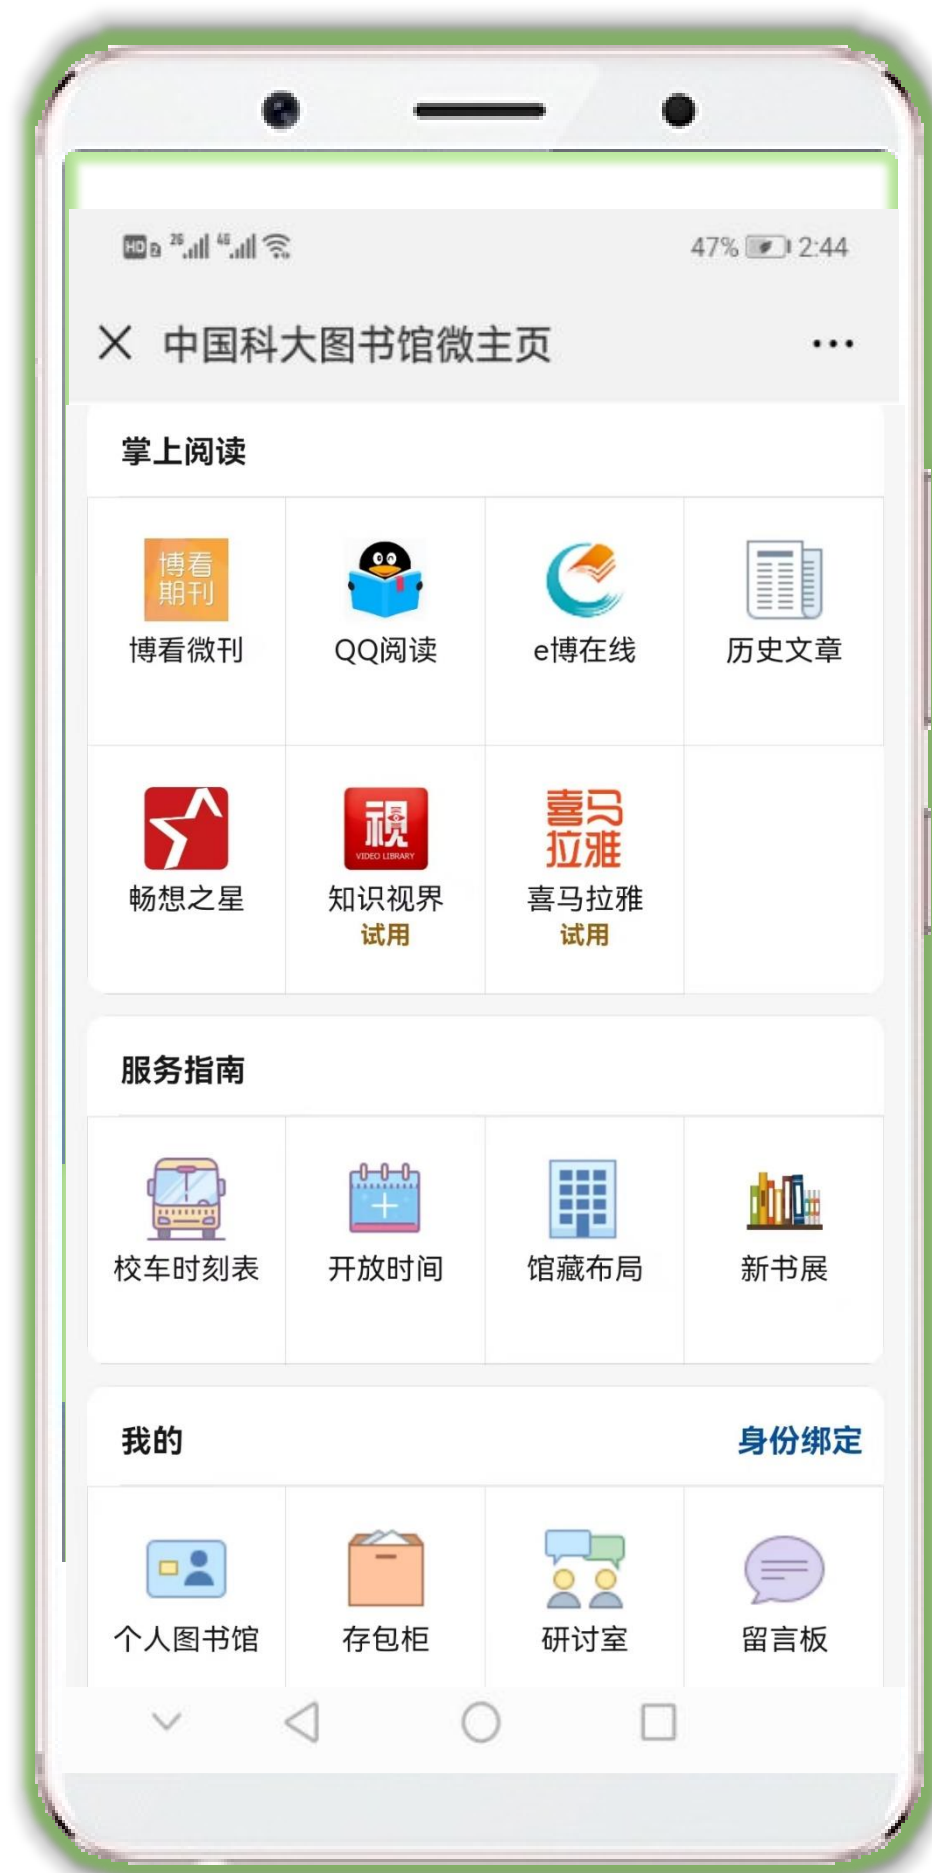 HD 2 2G 4G 47% 2:44
中国科大图书馆微主页
掌上阅读
博看
期刊
博看微刊 QQ阅读 e博在线 历史文章
视
VIDEO LIBRARY
喜马
拉雅
畅想之星 知识视界 喜马拉雅
试用 试用
服务指南
校车时刻表 开放时间 馆藏布局 新书展
我的 身份绑定
个人图书馆 存包柜 研讨室 留言板